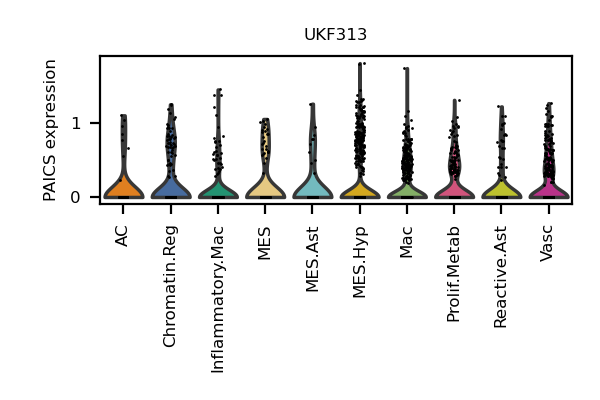 UKF313
PAICS expression
1
0
AC
Chromatin.Reg
Inflammatory.Mac
MES
MES.Ast
MES.Hyp
Mac
Prolif.Metab
Reactive.Ast
Vasc